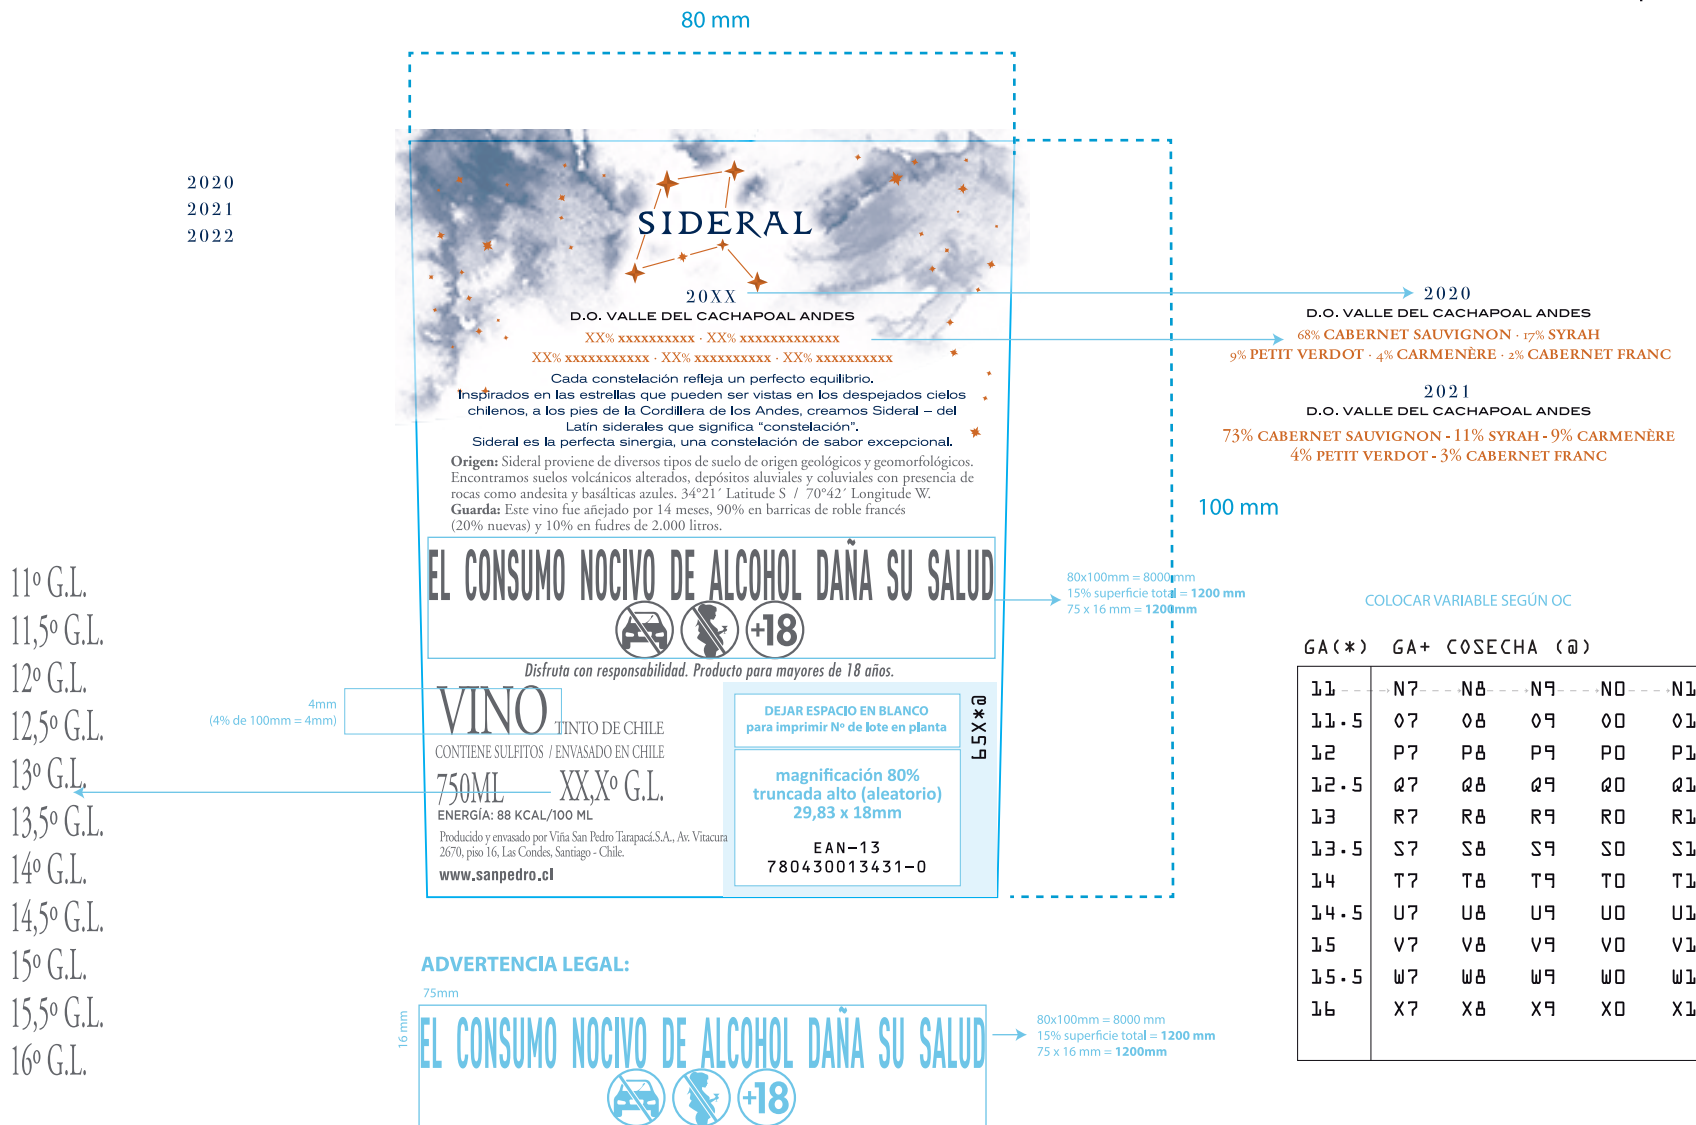 80 mm
2020
2021
2022
SIDERAL
20XX
D.O. VALLE DEL CACHAPOAL ANDES
XX% xxxxxxxxxx · XX% xxxxxxxxxxxxx
XX% xxxxxxxxxxx · XX% xxxxxxxxxx · XX% xxxxxxxxxx
Cada constelación refleja un perfecto equilibrio.
Inspirados en las estrellas que pueden ser vistas en los despejados cielos
chilenos, a los pies de la Cordillera de los Andes, creamos Sideral – del
Latín siderales que significa “constelación”.
Sideral es la perfecta sinergia, una constelación de sabor excepcional.
Origen: Sideral proviene de diversos tipos de suelo de origen geológicos y geomorfológicos.
Encontramos suelos volcánicos alterados, depósitos aluviales y coluviales con presencia de
rocas como andesita y basálticas azules. 34°21´ Latitude S / 70°42´ Longitude W.
Guarda: Este vino fue añejado por 14 meses, 90% en barricas de roble francés
(20% nuevas) y 10% en fudres de 2.000 litros.
EL CONSUMO NOCIVO DE ALCOHOL DAÑA SU SALUD
+18
Disfruta con responsabilidad. Producto para mayores de 18 años.
VINO TINTO DE CHILE
CONTIENE SULFITOS / ENVASADO EN CHILE
750ML XX,Xº G.L.
ENERGÍA: 88 KCAL/100 ML
Producido y envasado por Viña San Pedro Tarapacá.S.A., Av. Vitacura
2670, piso 16, Las Condes, Santiago - Chile.
www.sanpedro.cl
DEJAR ESPACIO EN BLANCO
para imprimir Nº de lote en planta
65X*@
magnificación 80%
truncada alto (aleatorio)
29,83 x 18mm
EAN-13
780430013431-0
2020
D.O. VALLE DEL CACHAPOAL ANDES
68% CABERNET SAUVIGNON · 17% SYRAH
9% PETIT VERDOT · 4% CARMENÈRE · 2% CABERNET FRANC
2021
D.O. VALLE DEL CACHAPOAL ANDES
73% CABERNET SAUVIGNON - 11% SYRAH - 9% CARMENÈRE
4% PETIT VERDOT - 3% CABERNET FRANC
100 mm
80x100mm = 8000 mm
15% superficie total = 1200 mm
75 x 16 mm = 1200mm
4mm
(4% de 100mm = 4mm)
11º G.L.
11,5º G.L.
12º G.L.
12,5º G.L.
13º G.L.
13,5º G.L.
14º G.L.
14,5º G.L.
15º G.L.
15,5º G.L.
16º G.L.
COLOCAR VARIABLE SEGÚN OC
GA(*) GA+ COSECHA (@)
11 N7 N8 N9 N0 N1
11.5 O7 O8 O9 O0 O1
12 P7 P8 P9 P0 P1
12.5 Q7 Q8 Q9 Q0 Q1
13 R7 R8 R9 R0 R1
13.5 S7 S8 S9 S0 S1
14 T7 T8 T9 T0 T1
14.5 U7 U8 U9 U0 U1
15 V7 V8 V9 V0 V1
15.5 W7 W8 W9 W0 W1
16 X7 X8 X9 X0 X1
ADVERTENCIA LEGAL:
75mm
16 mm
EL CONSUMO NOCIVO DE ALCOHOL DAÑA SU SALUD
+18
80x100mm = 8000 mm
15% superficie total = 1200 mm
75 x 16 mm = 1200mm